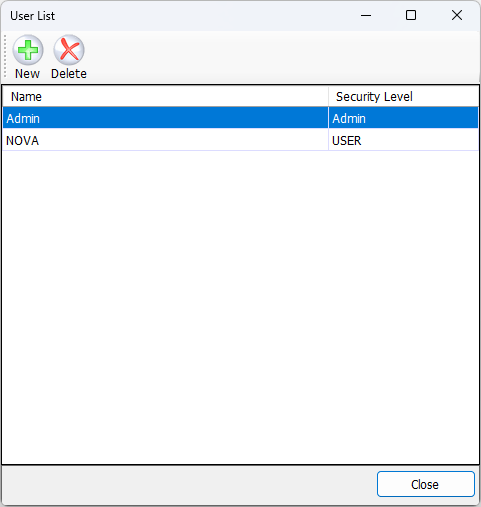 User List
New Delete
Name Security Level
Admin Admin
NOVA USER
Close